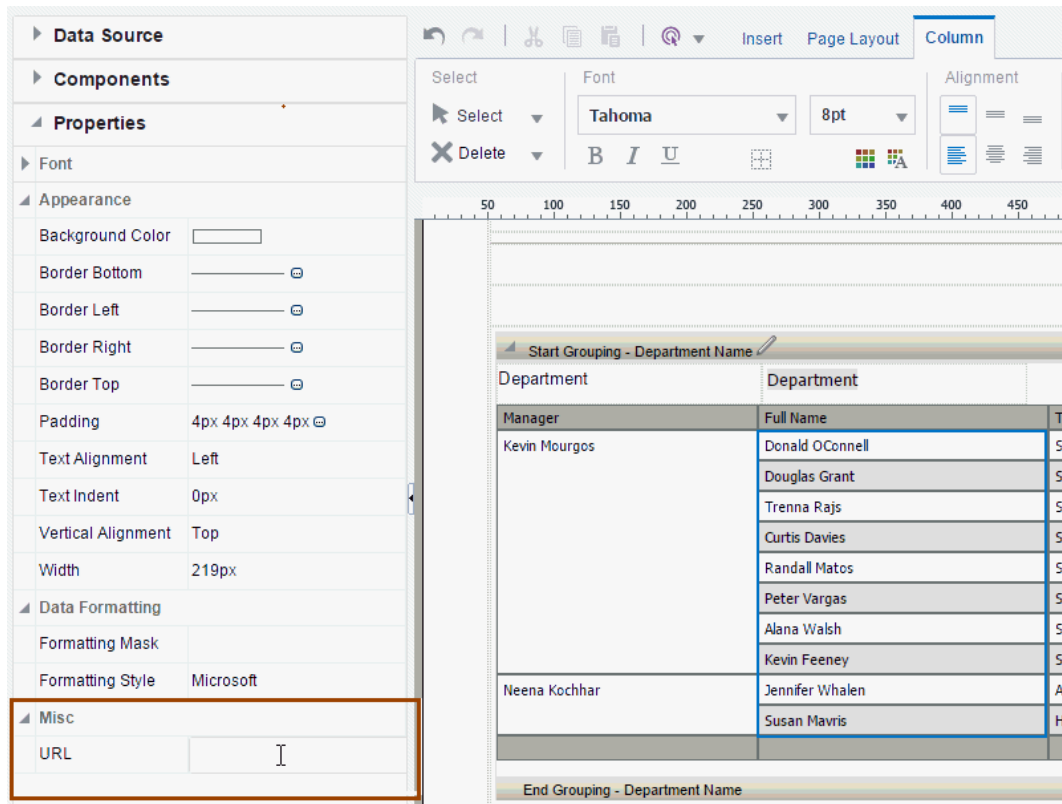 Data Source
Components
Properties
Font
Appearance
Background Color
Border Bottom
Border Left
Border Right
Border Top
Padding 4px 4px 4px 4px
Text Alignment Left
Text Indent 0px
Vertical Alignment Top
Width 219px
Data Formatting
Formatting Mask
Formatting Style Microsoft
Misc
URL
Insert Page Layout Column
Select Font Alignment
Select Tahoma 8pt
Delete B I U
50 100 150 200 250 300 350 400 450
Start Grouping - Department Name
Department Department
Manager Full Name T
Kevin Mourgos Donald OConnell S
Douglas Grant S
Trenna Rajs S
Curtis Davies S
Randall Matos S
Peter Vargas S
Alana Walsh S
Kevin Feeney S
Neena Kochhar Jennifer Whalen A
Susan Mavris H
End Grouping - Department Name